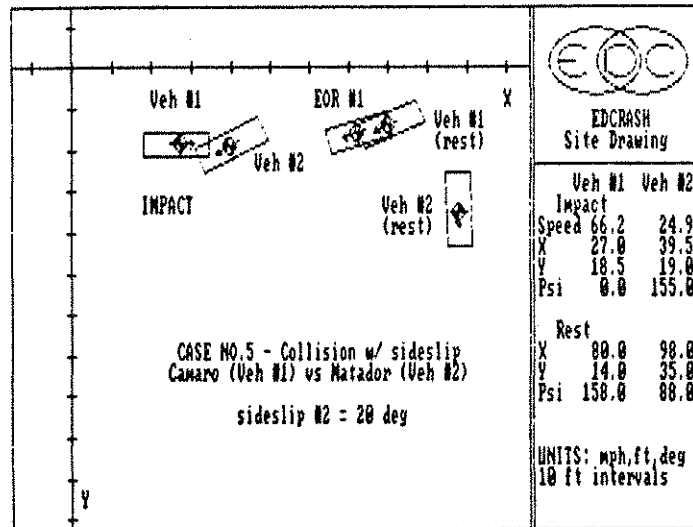 Veh #1
EOR #1
X
Veh #1
(rest)
Veh #2
IMPACT
Veh #2
(rest)
CASE NO.5 - Collision w/ sideslip
Camaro (Veh #1) vs Matador (Veh #2)
sideslip #2 = 20 deg
Y
EDC
EDCRASH
Site Drawing
Veh #1 Veh #2
Impact
Speed 66.2 24.9
X 27.0 39.5
Y 18.5 19.0
Psi 0.0 155.0
Rest
X 80.0 98.0
Y 14.0 35.0
Psi 158.0 88.0
UNITS: mph,ft,deg
10 ft intervals